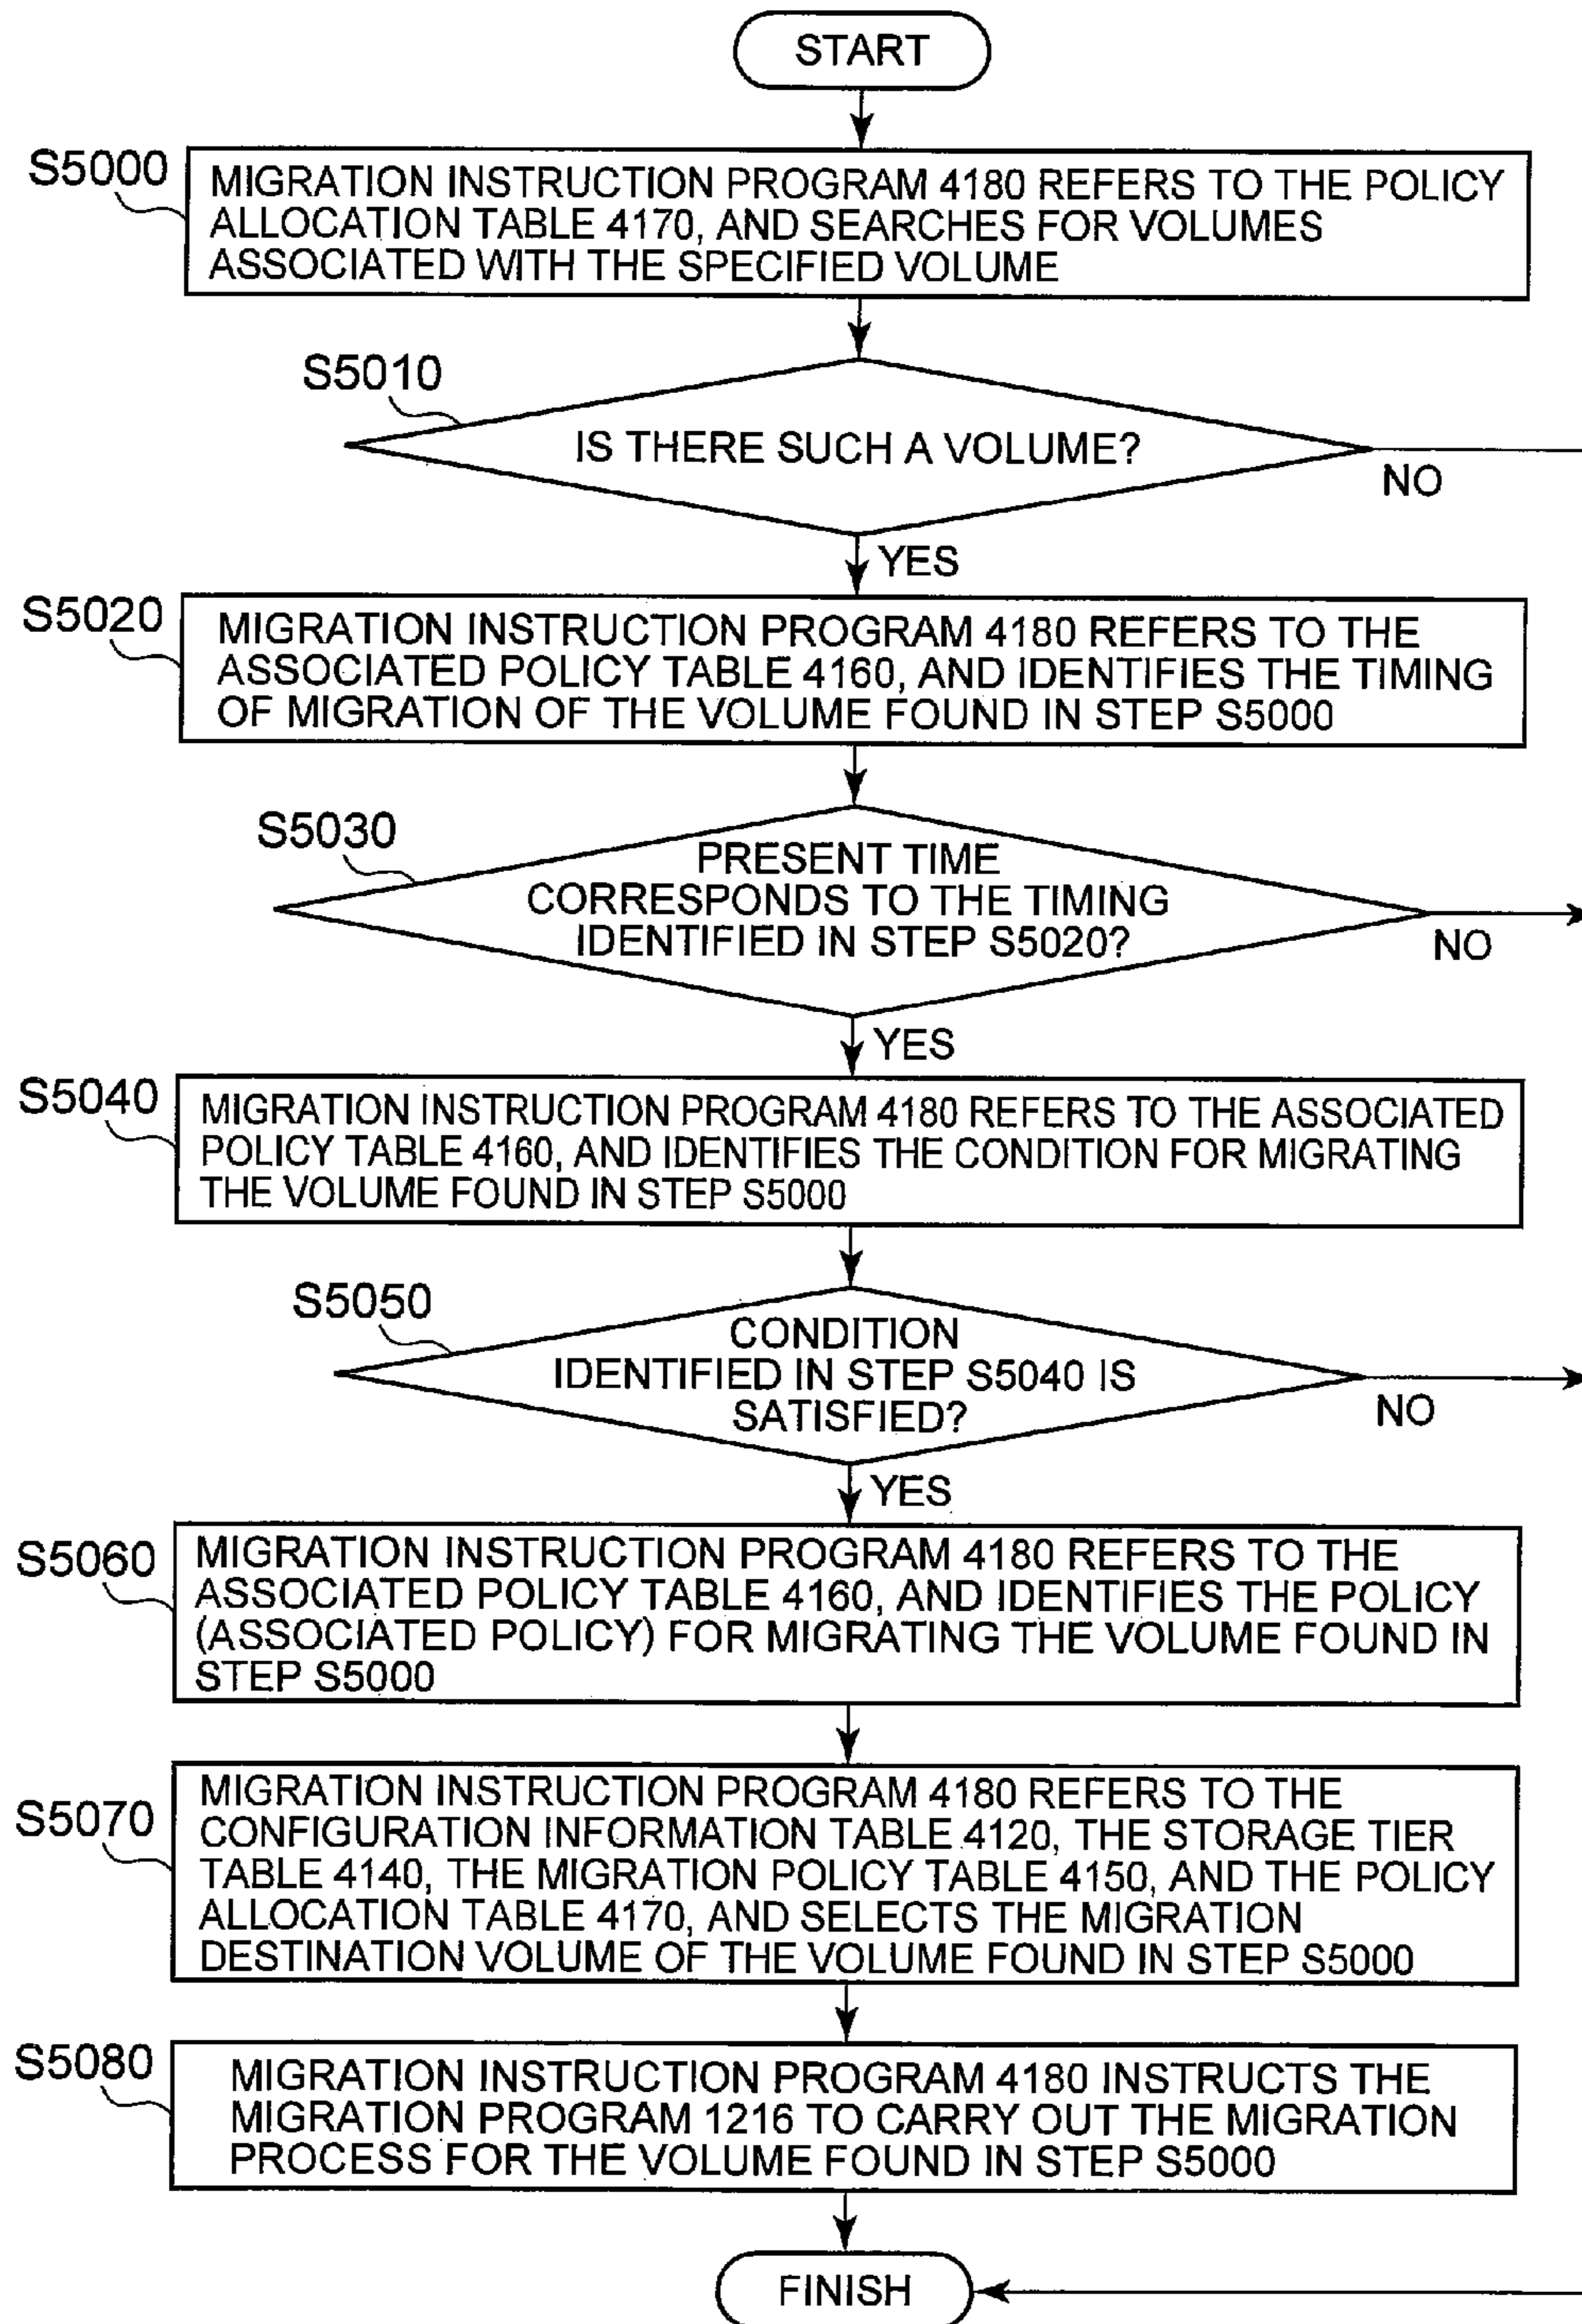 START
S5000
MIGRATION INSTRUCTION PROGRAM 4180 REFERS TO THE POLICY
ALLOCATION TABLE 4170, AND SEARCHES FOR VOLUMES
ASSOCIATED WITH THE SPECIFIED VOLUME
S5010
IS THERE SUCH A VOLUME?
NO
YES
S5020
MIGRATION INSTRUCTION PROGRAM 4180 REFERS TO THE
ASSOCIATED POLICY TABLE 4160, AND IDENTIFIES THE TIMING
OF MIGRATION OF THE VOLUME FOUND IN STEP S5000
S5030
PRESENT TIME
CORRESPONDS TO THE TIMING
IDENTIFIED IN STEP S5020?
NO
YES
S5040
MIGRATION INSTRUCTION PROGRAM 4180 REFERS TO THE ASSOCIATED
POLICY TABLE 4160, AND IDENTIFIES THE CONDITION FOR MIGRATING
THE VOLUME FOUND IN STEP S5000
S5050
CONDITION
IDENTIFIED IN STEP S5040 IS
SATISFIED?
NO
YES
S5060
MIGRATION INSTRUCTION PROGRAM 4180 REFERS TO THE
ASSOCIATED POLICY TABLE 4160, AND IDENTIFIES THE POLICY
(ASSOCIATED POLICY) FOR MIGRATING THE VOLUME FOUND IN
STEP S5000
S5070
MIGRATION INSTRUCTION PROGRAM 4180 REFERS TO THE
CONFIGURATION INFORMATION TABLE 4120, THE STORAGE TIER
TABLE 4140, THE MIGRATION POLICY TABLE 4150, AND THE POLICY
ALLOCATION TABLE 4170, AND SELECTS THE MIGRATION
DESTINATION VOLUME OF THE VOLUME FOUND IN STEP S5000
S5080
MIGRATION INSTRUCTION PROGRAM 4180 INSTRUCTS THE
MIGRATION PROGRAM 1216 TO CARRY OUT THE MIGRATION
PROCESS FOR THE VOLUME FOUND IN STEP S5000
FINISH